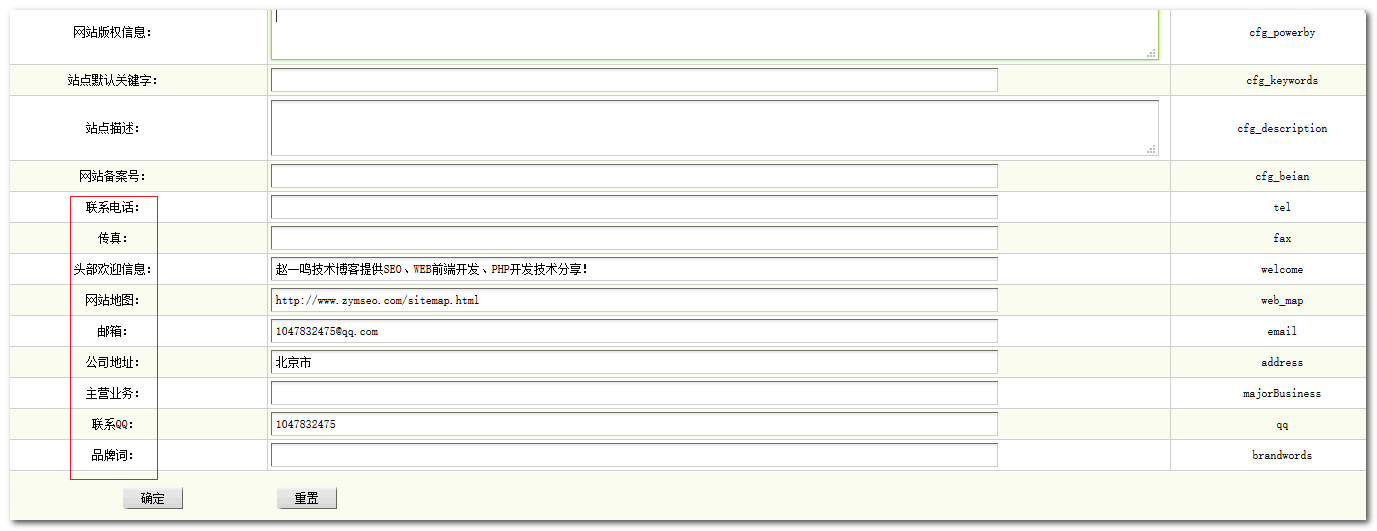 网站版权信息: cfg_powerby
站点默认关键字: cfg_keywords
站点描述: cfg_description
网站备案号: cfg_beian
联系电话: tel
传真: fax
头部欢迎信息: 赵一鸣技术博客提供SEO、WEB前端开发、PHP开发技术分享! welcome
网站地图: http://www.zymseo.com/sitemap.html web_map
邮箱: 1047832475@qq.com email
公司地址: 北京市 address
主营业务: majorBusiness
联系QQ: 1047832475 qq
品牌词: brandwords
确定 重置